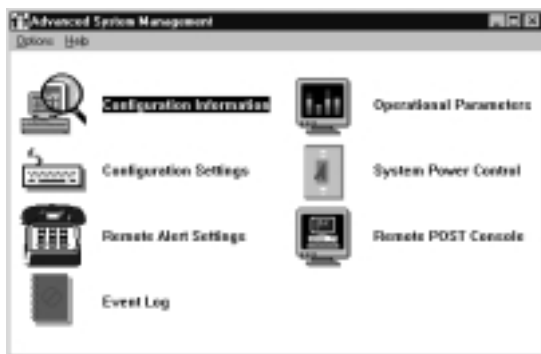 Advanced System Management
Options Help
Configuration Information
Operational Parameters
Configuration Settings
System Power Control
Remote Alert Settings
Remote POST Console
Event Log